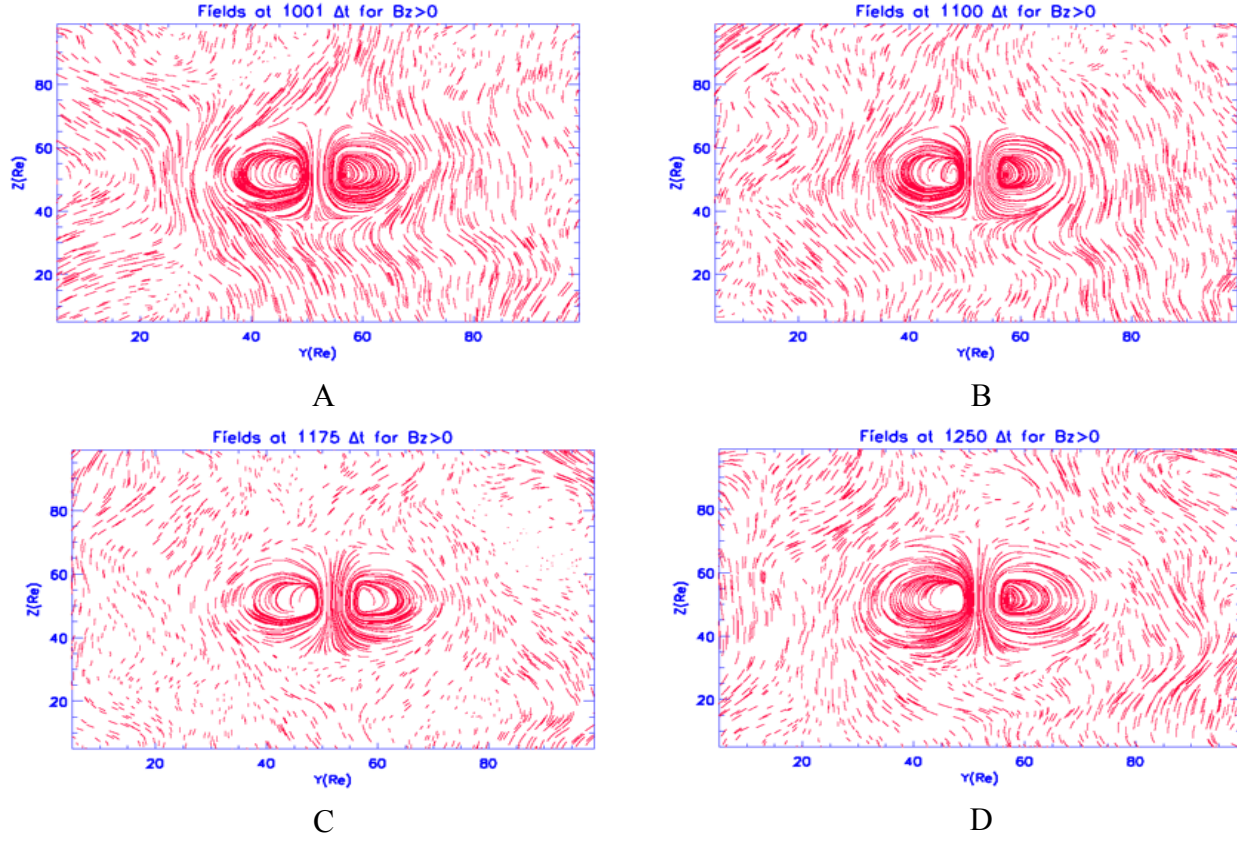 Fields at 1001 Δt for Bz>0
Z(Re)
80
60
40
20
20 40 60 80
Y(Re)
A
Fields at 1100 Δt for Bz>0
Z(Re)
80
60
40
20
20 40 60 80
Y(Re)
B
Fields at 1175 Δt for Bz>0
Z(Re)
80
60
40
20
20 40 60 80
Y(Re)
C
Fields at 1250 Δt for Bz>0
Z(Re)
80
60
40
20
20 40 60 80
Y(Re)
D